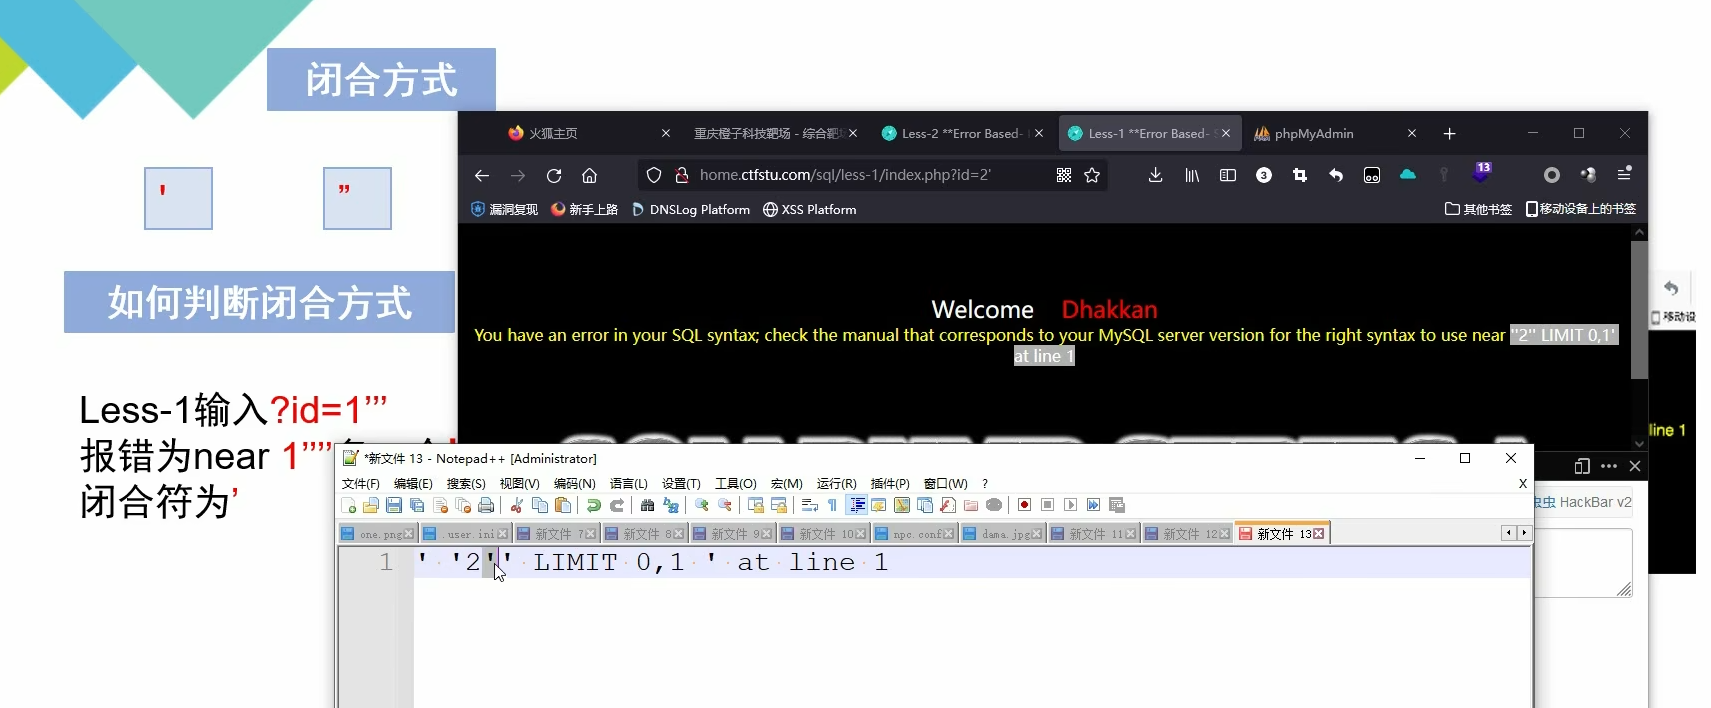 闭合方式
'
”
如何判断闭合方式
Less-1输入?id=1’’’
报错为near 1’’’’
闭合符为’
火狐主页
重庆橙子科技靶场 - 综合靶场
Less-2 **Error Based-
Less-1 **Error Based- S
phpMyAdmin
home.ctfstu.com/sql/less-1/index.php?id=2'
3
13
漏洞复现
新手上路
DNSLog Platform
XSS Platform
其他书签
移动设备上的书签
Welcome Dhakkan
You have an error in your SQL syntax; check the manual that corresponds to your MySQL server version for the right syntax to use near ''2'' LIMIT 0,1'
at line 1
移动设
line 1
HackBar v2
*新文件 13 - Notepad++ [Administrator]
文件(F) 编辑(E) 搜索(S) 视图(V) 编码(N) 语言(L) 设置(T) 工具(O) 宏(M) 运行(R) 插件(P) 窗口(W) ?
X
one.png .user.ini 新文件 7 新文件 8 新文件 9 新文件 10 npc.conf dama.jpg 新文件 11 新文件 12 新文件 13
1
' '2'' LIMIT 0,1 ' at line 1